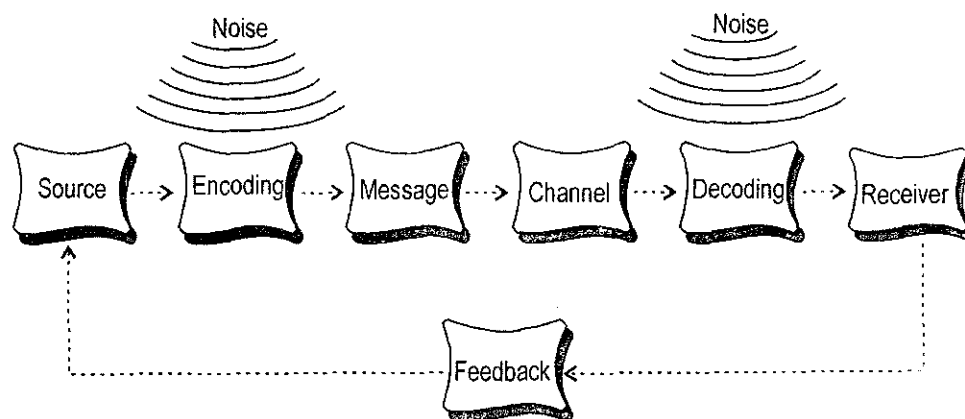 Noise
Noise
Source
Encoding
Message
Channel
Decoding
Receiver
Feedback